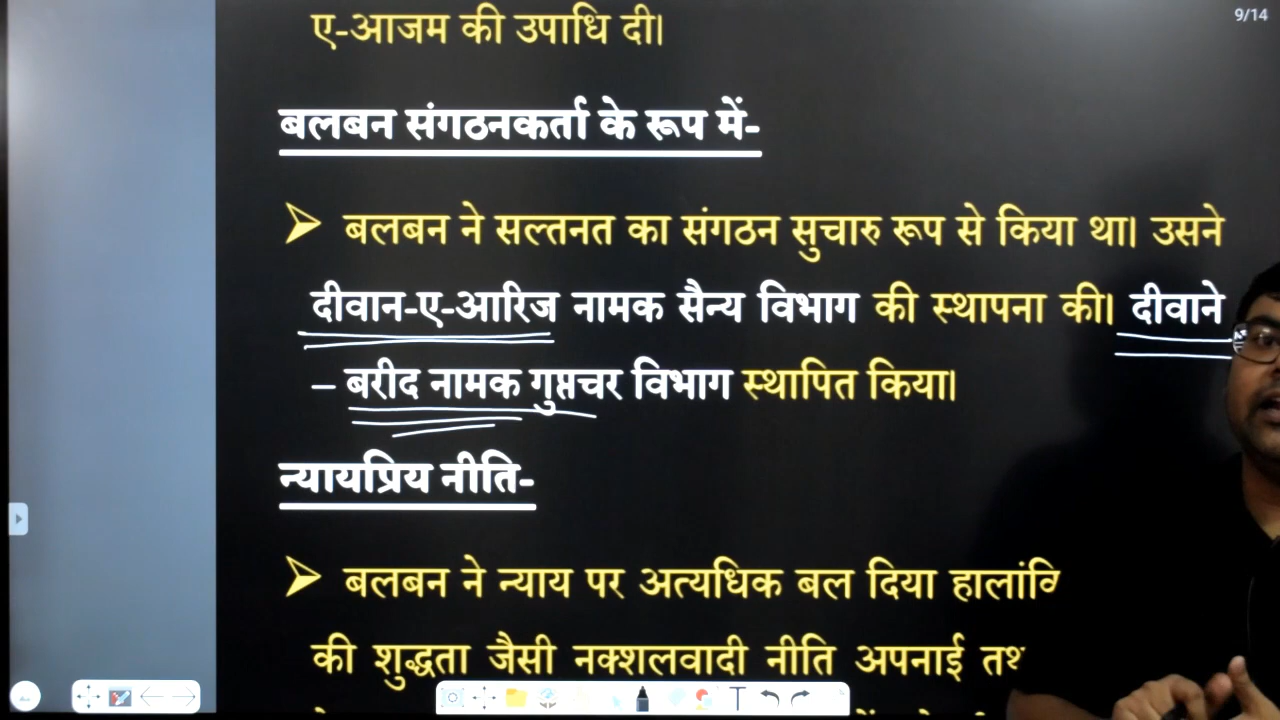 9/14
ए-आजम की उपाधि दी।
बलबन संगठनकर्ता के रूप में-
➢ बलबन ने सल्तनत का संगठन सुचारु रूप से किया था। उसने
दीवान-ए-आरिज नामक सैन्य विभाग की स्थापना की। दीवाने
– बरीद नामक गुप्तचर विभाग स्थापित किया।
न्यायप्रिय नीति-
➢ बलबन ने न्याय पर अत्यधिक बल दिया
की शुद्धता जैसी नक्शलवादी नीति अपनाई